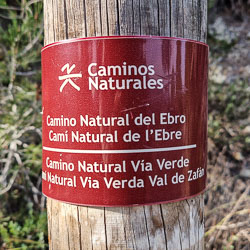 Caminos
Naturales
Camino Natural del Ebro
Camí Natural de l'Ebre
Camino Natural Vía Verde
Natural Vía Verda Val de Zafán